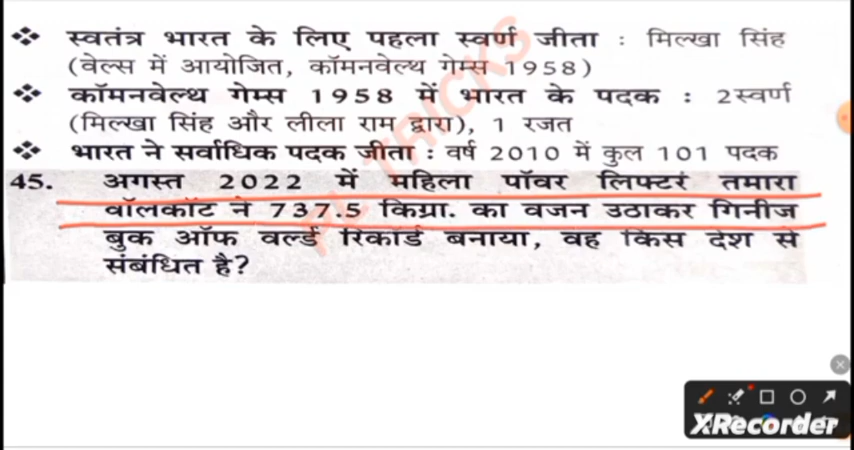 ❖ स्वतंत्र भारत के लिए पहला स्वर्ण जीता : मिल्खा सिंह
(वेल्स में आयोजित, कॉमनवेल्थ गेम्स 1958)
❖ कॉमनवेल्थ गेम्स 1958 में भारत के पदक : 2स्वर्ण
(मिल्खा सिंह और लीला राम द्वारा), 1 रजत
❖ भारत ने सर्वाधिक पदक जीता : वर्ष 2010 में कुल 101 पदक
45. अगस्त 2022 में महिला पॉवर लिफ्टर तमारा
वॉलकॉट ने 737.5 किग्रा. का वजन उठाकर गिनीज
बुक ऑफ वर्ल्ड रिकॉर्ड बनाया, वह किस देश से
संबंधित है?
XRecorder